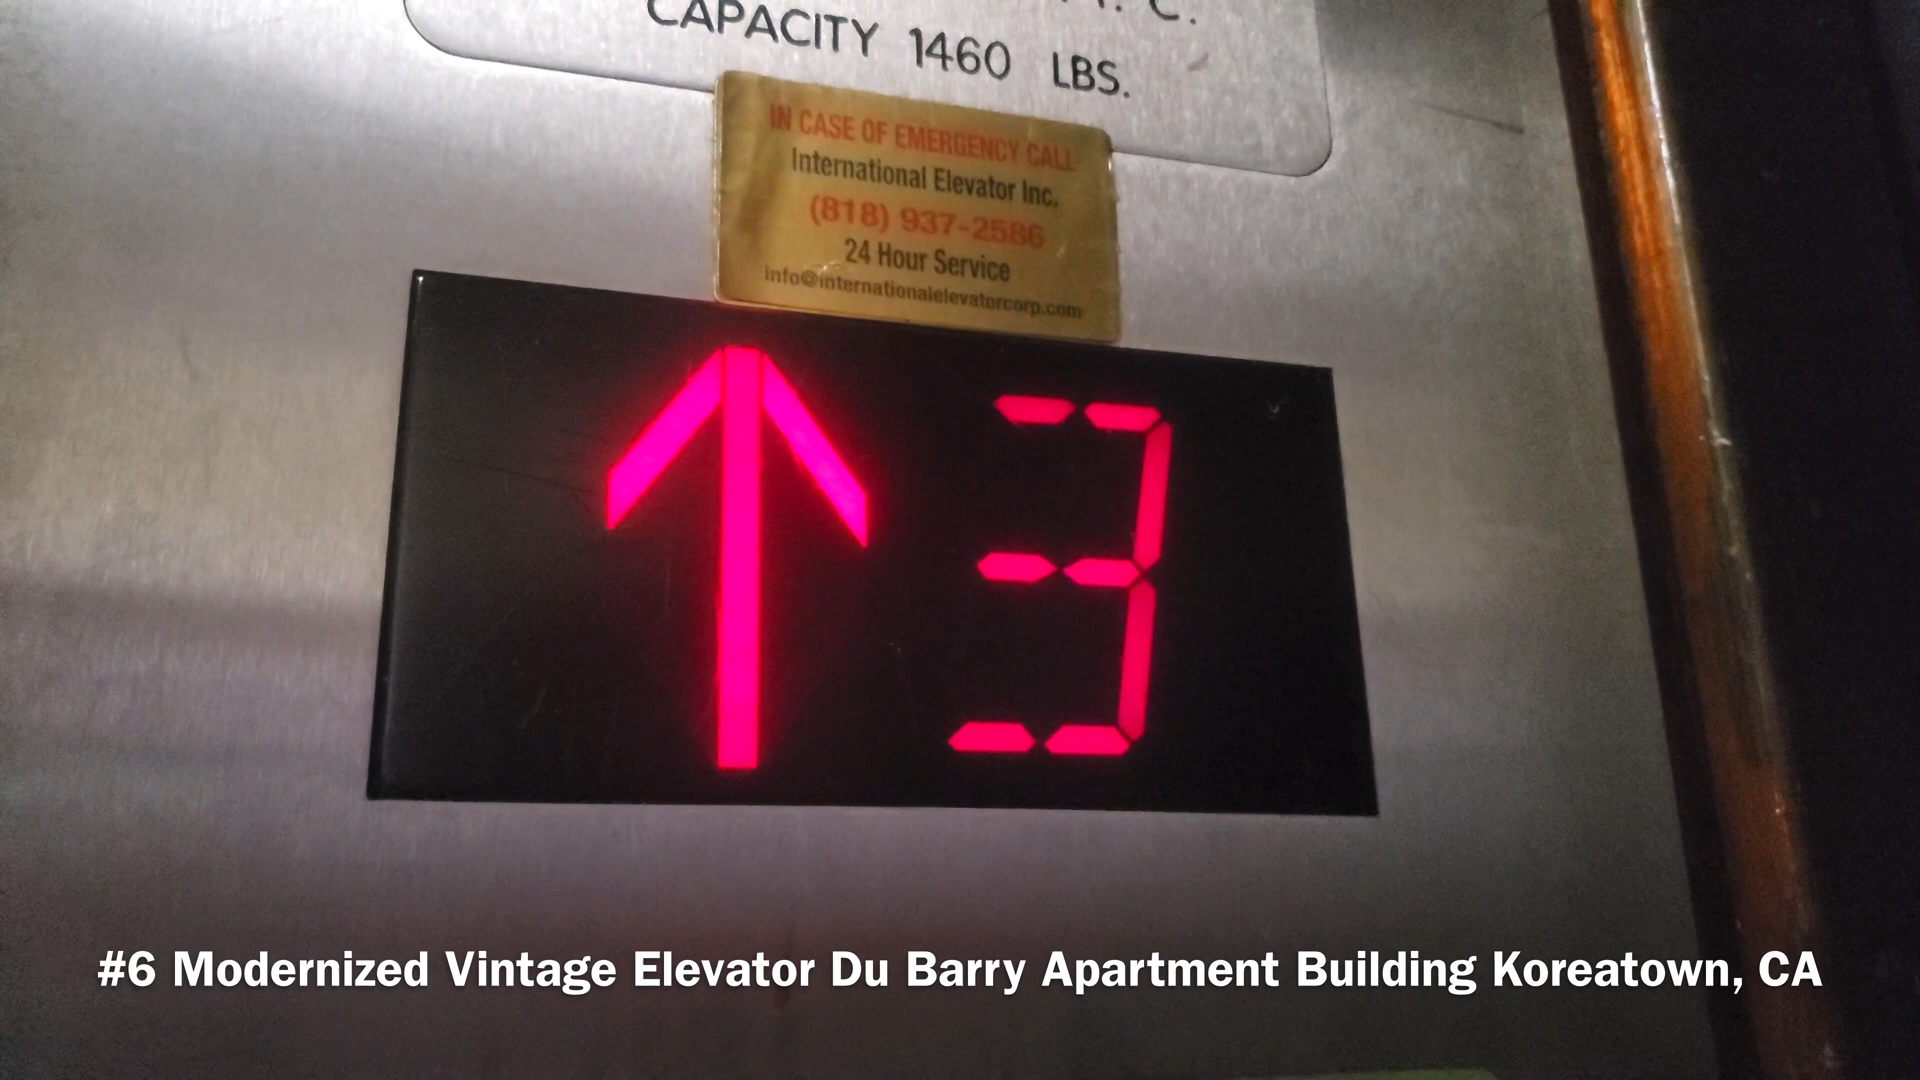 CAPACITY 1460 LBS.
IN CASE OF EMERGENCY CALL
International Elevator Inc.
(818) 937-2586
24 Hour Service
info@internationalelevatorcorp.com
3
#6 Modernized Vintage Elevator Du Barry Apartment Building Koreatown, CA